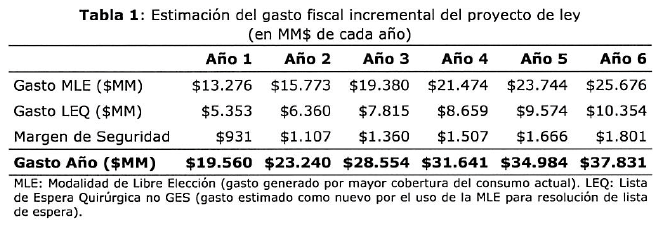 Tabla 1: Estimación del gasto fiscal incremental del proyecto de ley
(en MM$ de cada año)
Año 1 Año 2 Año 3 Año 4 Año 5 Año 6
Gasto MLE ($MM) $13.276 $15.773 $19.380 $21.474 $23.744 $25.676
Gasto LEQ ($MM) $5.353 $6.360 $7.815 $8.659 $9.574 $10.354
Margen de Seguridad $931 $1.107 $1.360 $1.507 $1.666 $1.801
Gasto Año ($MM) $19.560 $23.240 $28.554 $31.641 $34.984 $37.831
MLE: Modalidad de Libre Elección (gasto generado por mayor cobertura del consumo actual). LEQ: Lista
de Espera Quirúrgica no GES (gasto estimado como nuevo por el uso de la MLE para resolución de lista
de espera).